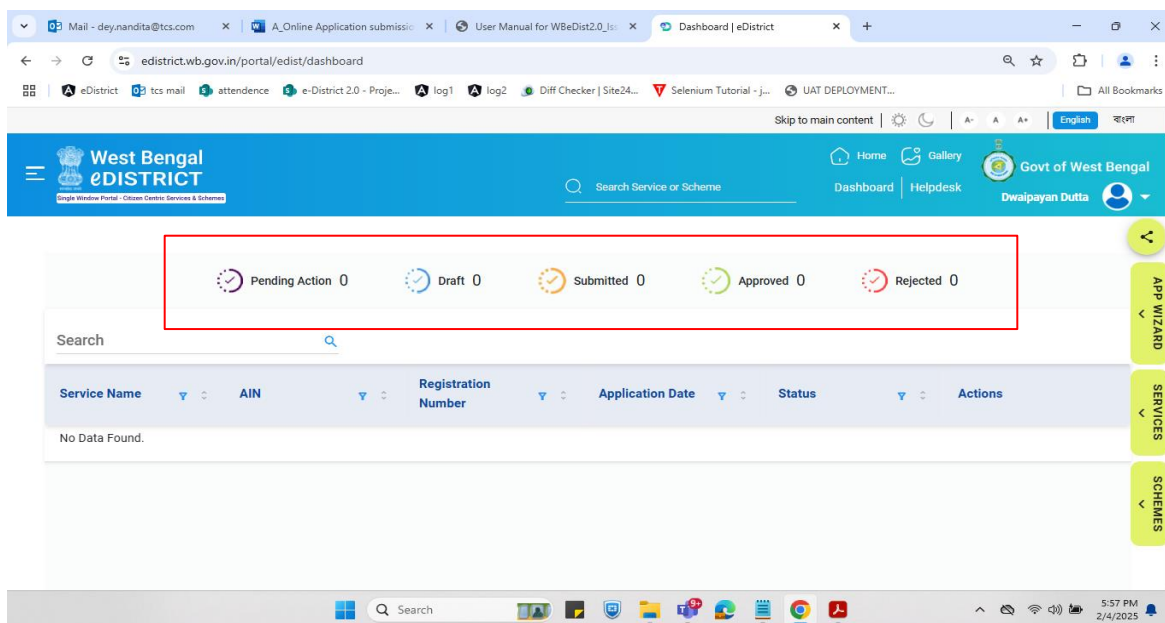 Mail - dey.nandita@tcs.com
A_Online Application submissio
User Manual for WBeDist2.0_Iss
Dashboard | eDistrict
edistrict.wb.gov.in/portal/edist/dashboard
eDistrict tcs mail attendence e-District 2.0 - Proje... log1 log2 Diff Checker | Site24... Selenium Tutorial - j... UAT DEPLOYMENT... All Bookmarks
Skip to main content | A- A A+ | English বাংলা
West Bengal
eDISTRICT
Single Window Portal - Citizen Centric Services & Schemes
Search Service or Scheme
Home Gallery
Dashboard | Helpdesk
Govt of West Bengal
Dwaipayan Dutta
Pending Action 0 Draft 0 Submitted 0 Approved 0 Rejected 0
APP WIZARD
Search
Service Name AIN Registration Number Application Date Status Actions
SERVICES
No Data Found.
SCHEMES
Search
9+
5:57 PM
2/4/2025